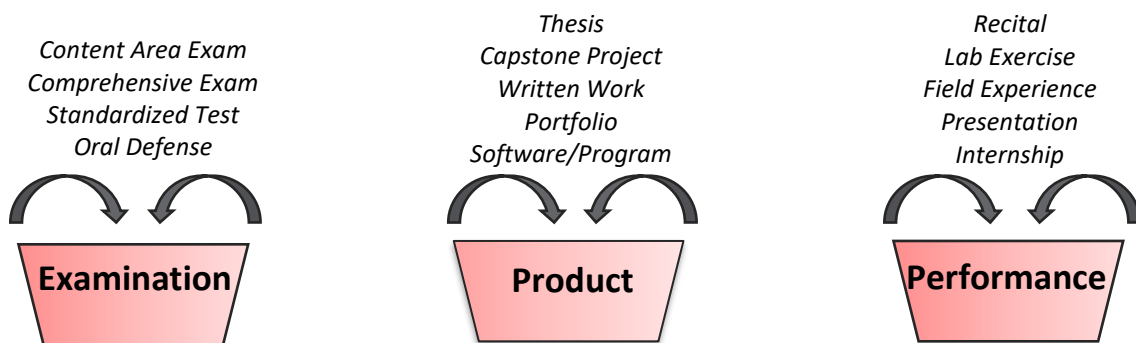 Content Area Exam
Comprehensive Exam
Standardized Test
Oral Defense
Examination
Thesis
Capstone Project
Written Work
Portfolio
Software/Program
Product
Recital
Lab Exercise
Field Experience
Presentation
Internship
Performance